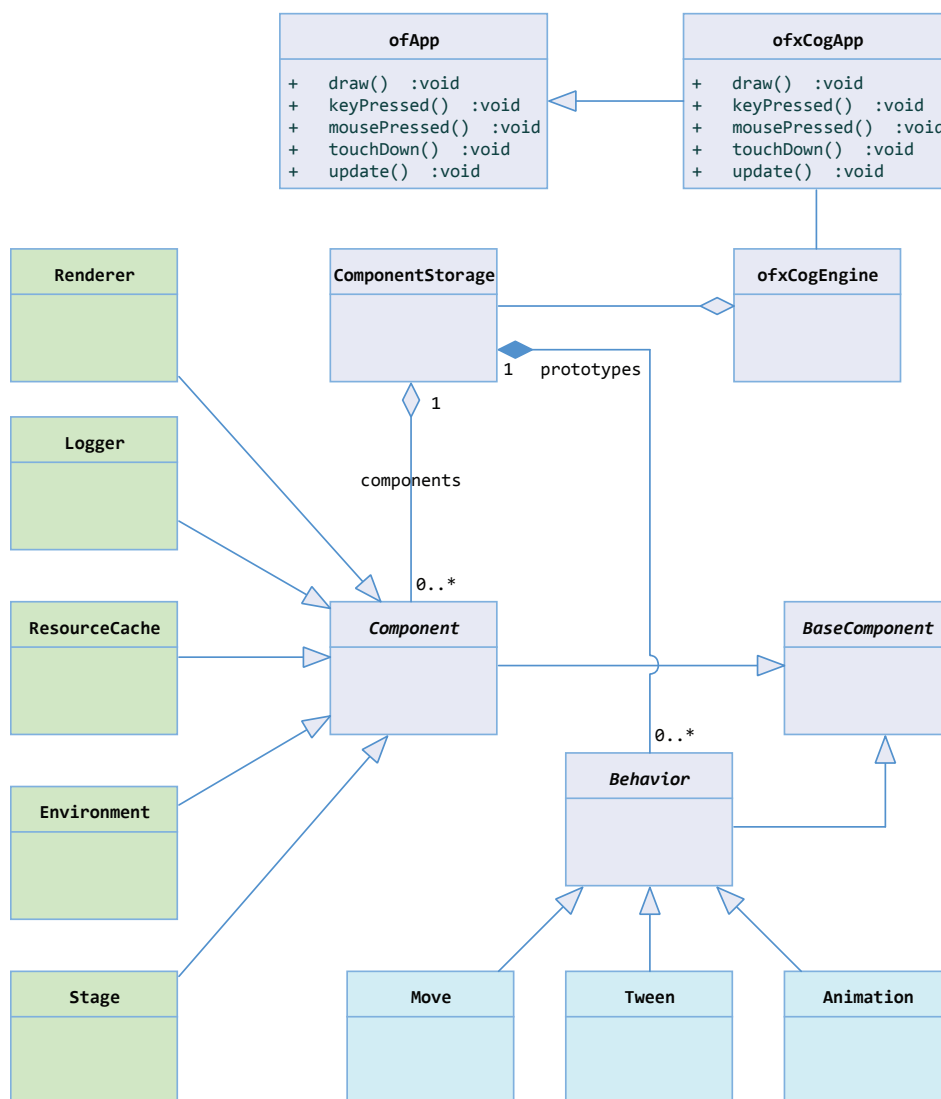 ofApp
+ draw() :void
+ keyPressed() :void
+ mousePressed() :void
+ touchDown() :void
+ update() :void
ofxCogApp
+ draw() :void
+ keyPressed() :void
+ mousePressed() :void
+ touchDown() :void
+ update() :void
Renderer
ComponentStorage
ofxCogEngine
1 prototypes
1
Logger
components
0..*
ResourceCache
Component
BaseComponent
0..*
Behavior
Environment
Stage
Move
Tween
Animation